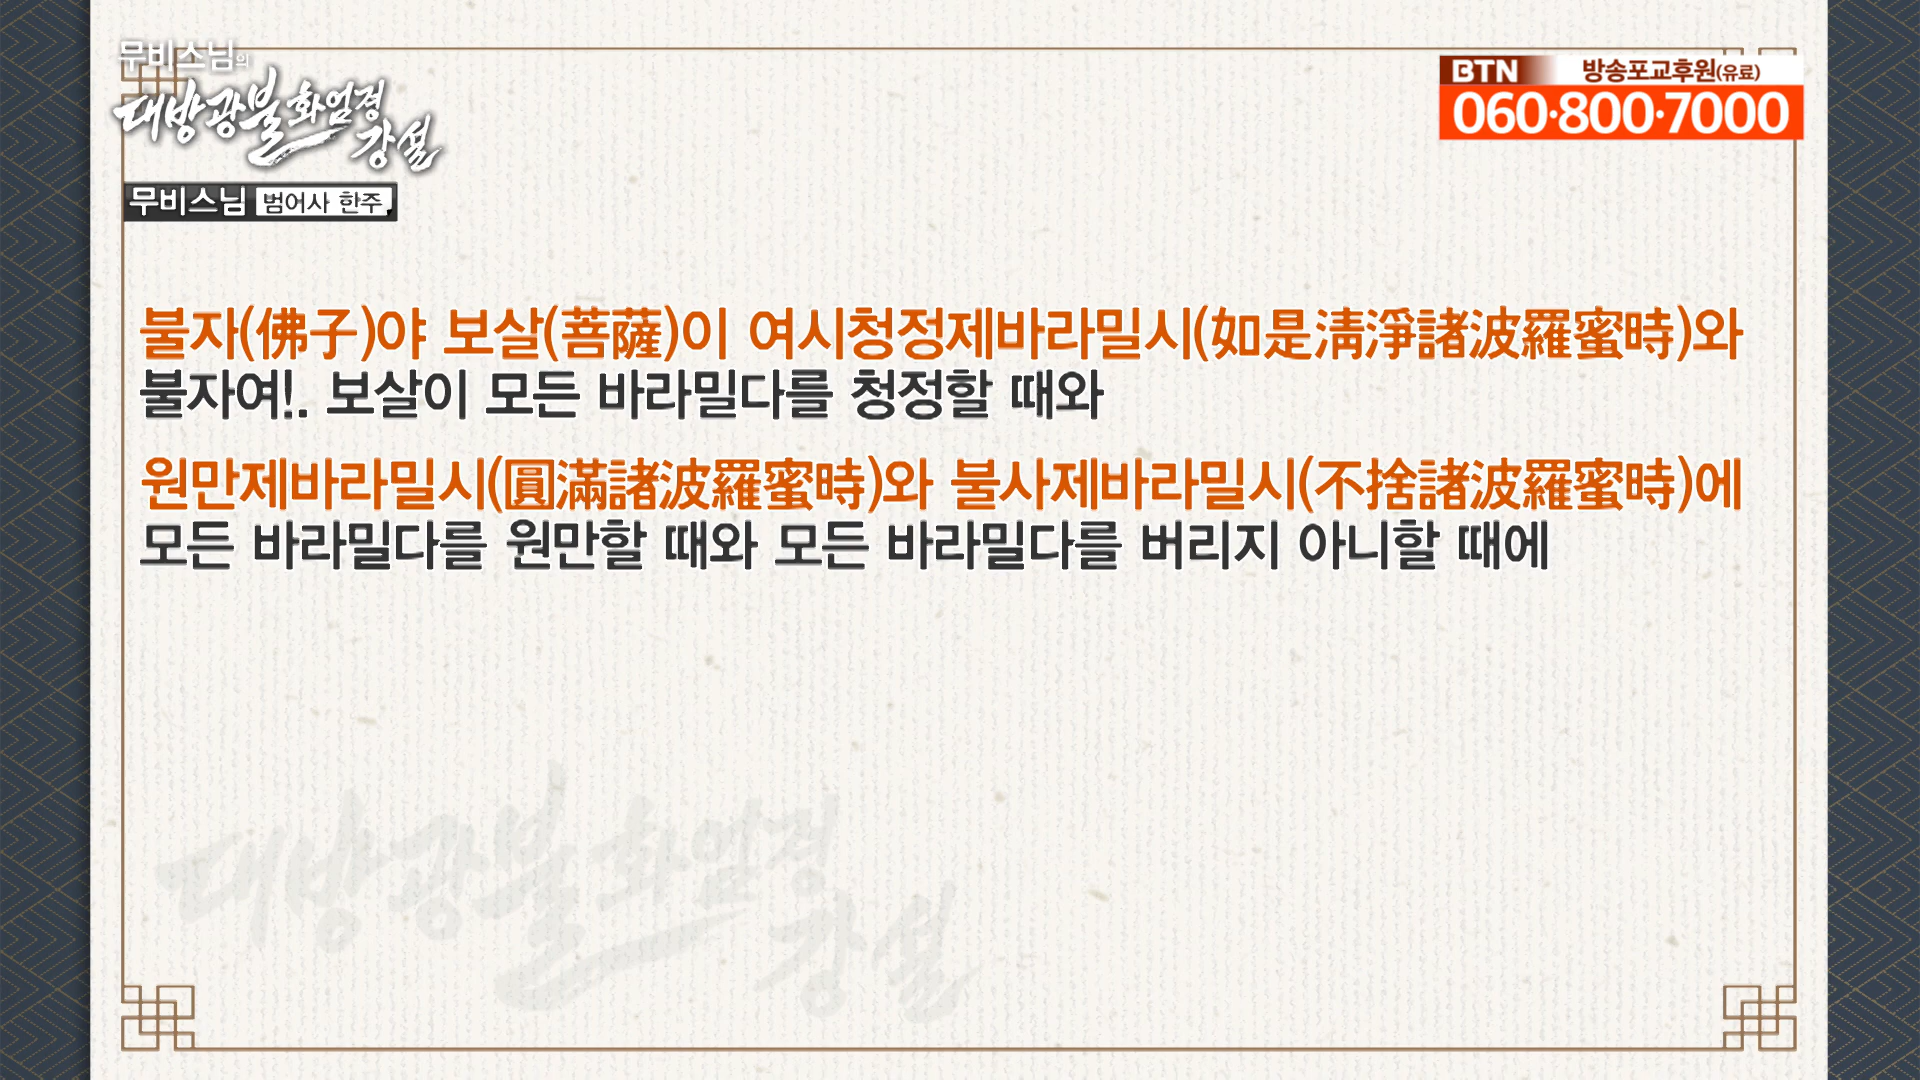 무비스님의
대방광불화엄경
강설
무비스님 범어사 한주
BTN 방송포교후원(유료)
060·800·7000
불자(佛子)야 보살(菩薩)이 여시청정제바라밀시(如是淸淨諸波羅蜜時)와
불자여!. 보살이 모든 바라밀다를 청정할 때와
원만제바라밀시(圓滿諸波羅蜜時)와 불사제바라밀시(不捨諸波羅蜜時)에
모든 바라밀다를 원만할 때와 모든 바라밀다를 버리지 아니할 때에
대방광불화엄경
강설